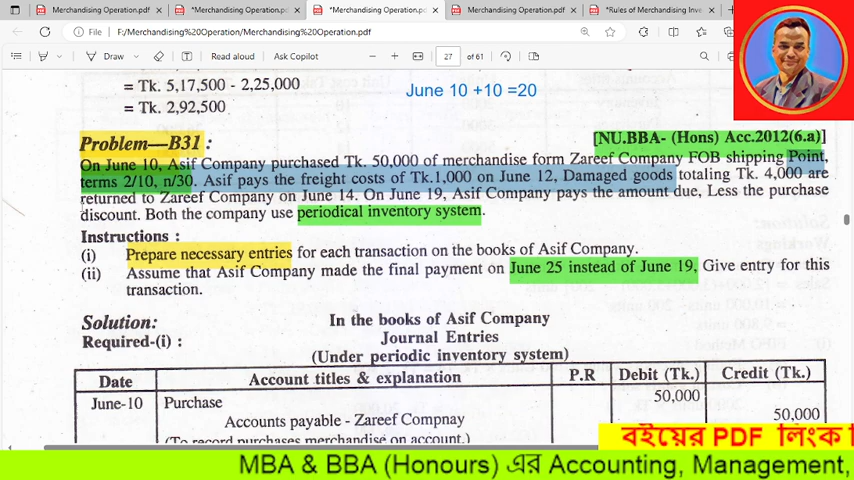 Merchandising Operation.pdf
*Merchandising Operation.pc
*Merchandising Operation.pc
Merchandising Operation.pdf
*Rules of Merchandising Inve
File F:/Merchandising%20Operation/Merchandising%20Operation.pdf
Draw Read aloud Ask Copilot 27 of 61
= Tk. 5,17,500 - 2,25,000
= Tk. 2,92,500
June 10 +10 =20
Problem—B31 : [NU.BBA- (Hons) Acc.2012(6.a)]
On June 10, Asif Company purchased Tk. 50,000 of merchandise form Zareef Company FOB shipping Point,
terms 2/10, n/30. Asif pays the freight costs of Tk.1,000 on June 12, Damaged goods totaling Tk. 4,000 are
returned to Zareef Company on June 14. On June 19, Asif Company pays the amount due, Less the purchase
discount. Both the company use periodical inventory system.
Instructions :
(i) Prepare necessary entries for each transaction on the books of Asif Company.
(ii) Assume that Asif Company made the final payment on June 25 instead of June 19, Give entry for this
transaction.
Solution: In the books of Asif Company
Required-(i) : Journal Entries
(Under periodic inventory system)
Date Account titles & explanation P.R Debit (Tk.) Credit (Tk.)
June-10 Purchase 50,000
Accounts payable - Zareef Compnay 50,000
(To record purchases merchandise on account.)
বইয়ের PDF লিংক
MBA & BBA (Honours) এর Accounting, Management,